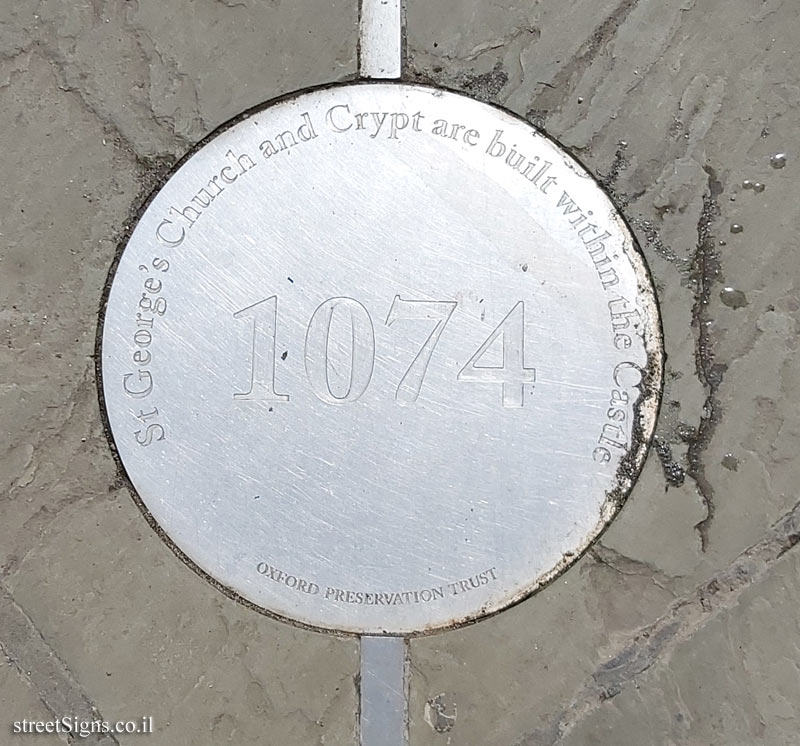 St George's Church and Crypt are built within the Castle
1074
OXFORD PRESERVATION TRUST
streetSigns.co.il